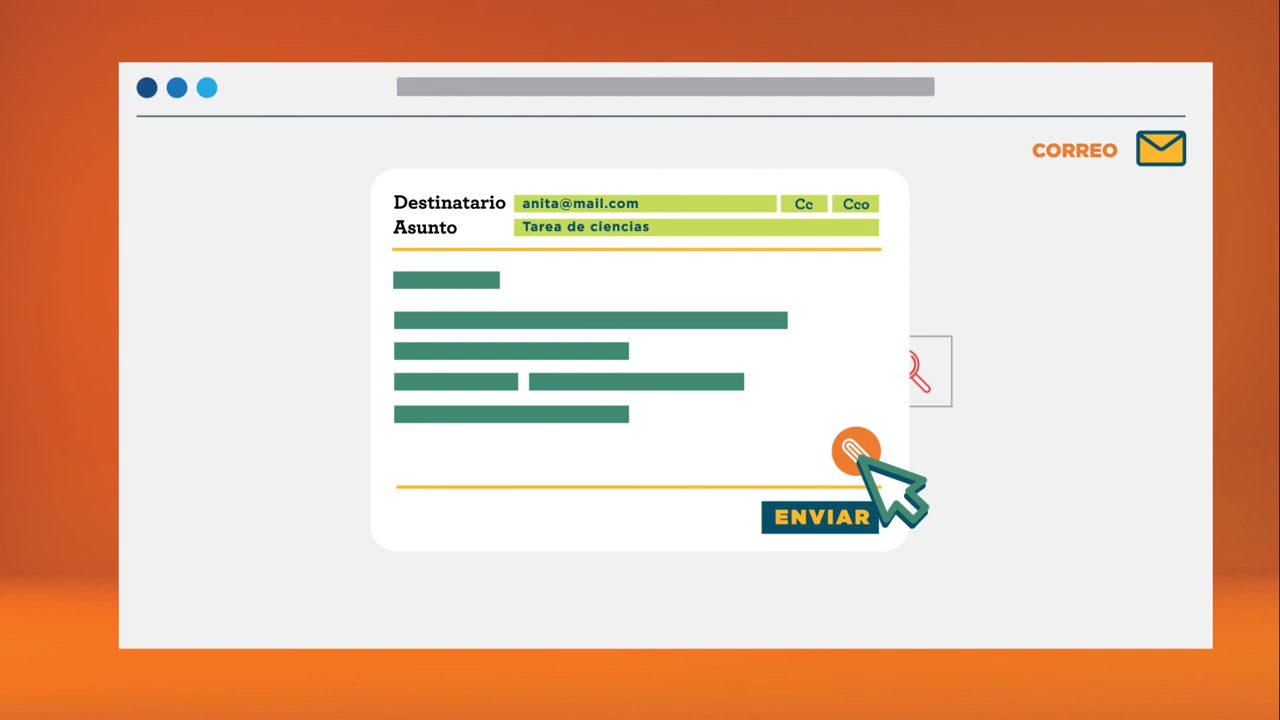 CORREO
Destinatario anita@mail.com Cc Cco
Asunto Tarea de ciencias
ENVIAR